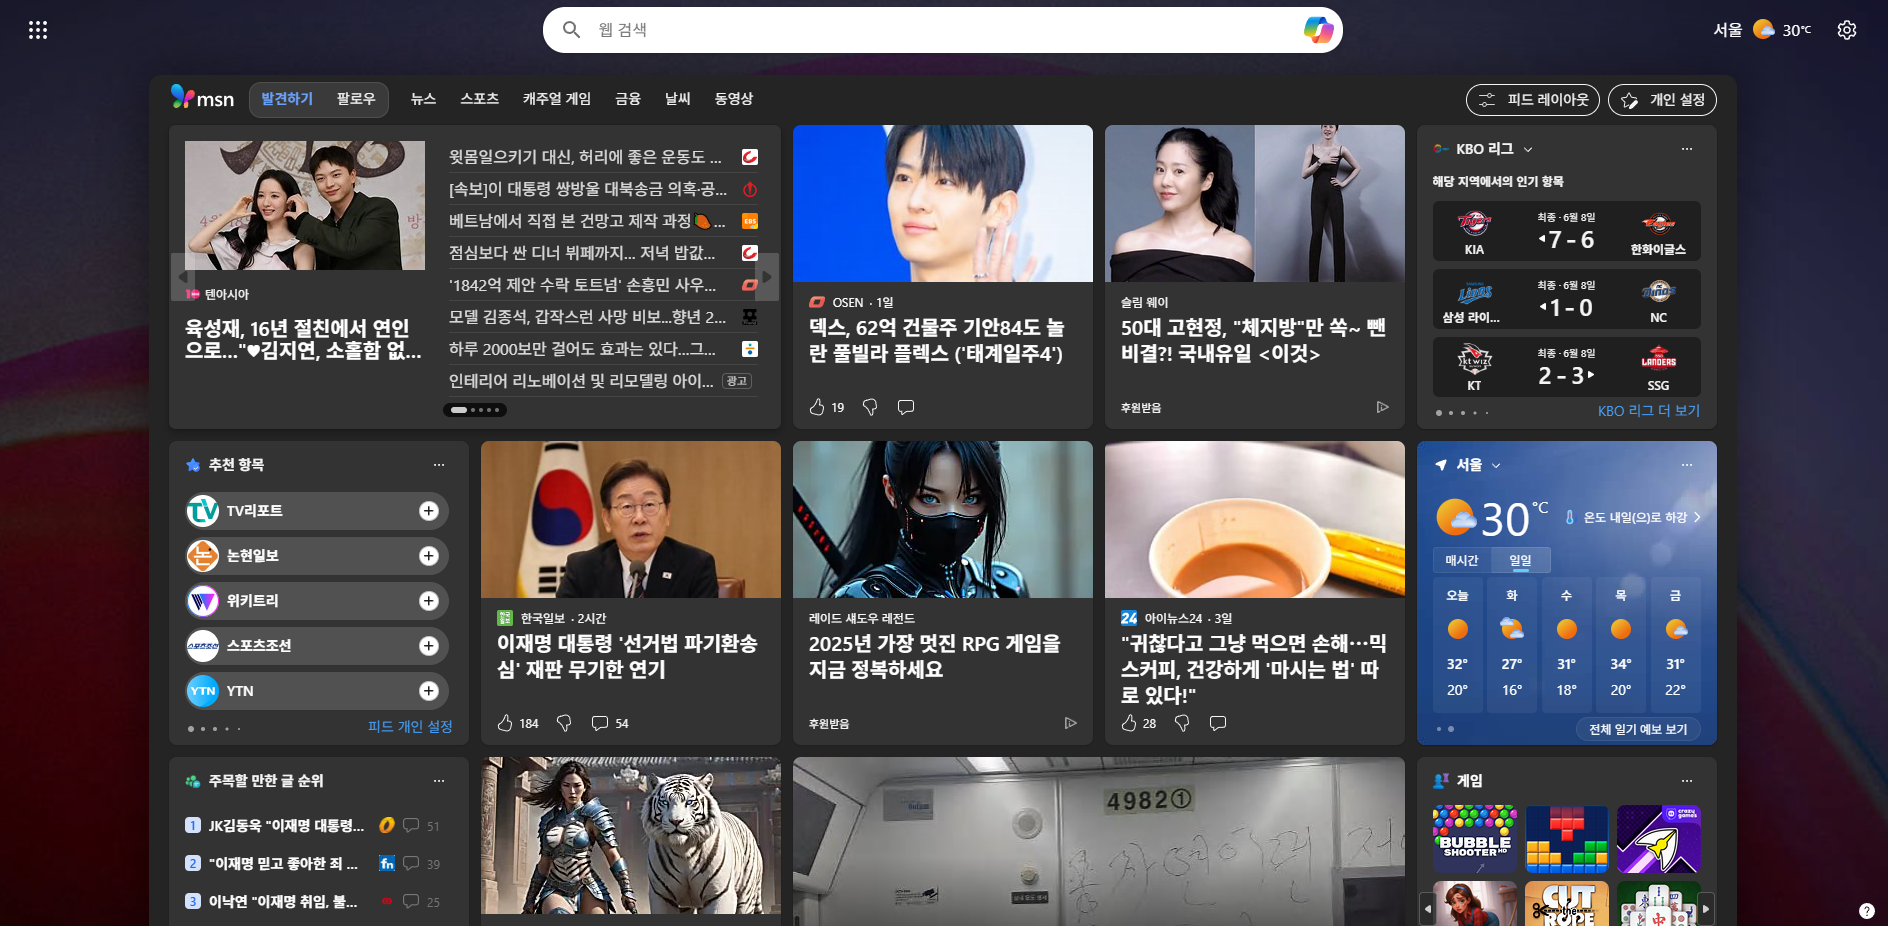 웹 검색
서울 30℃
msn 발견하기 팔로우 뉴스 스포츠 캐주얼 게임 금융 날씨 동영상
피드 레이아웃 개인 설정
텐아시아
육성재, 16년 절친에서 연인
으로..."♥김지연, 소홀함 없...
윗몸일으키기 대신, 허리에 좋은 운동도 ...
[속보]이 대통령 쌍방울 대북송금 의혹·공...
베트남에서 직접 본 건망고 제작 과정🥭 ...
EBS
점심보다 싼 디너 뷔페까지... 저녁 밥값...
'1842억 제안 수락 토트넘' 손흥민 사우...
모델 김종석, 갑작스런 사망 비보...향년 2...
하루 2000보만 걸어도 효과는 있다...그...
인테리어 리노베이션 및 리모델링 아이... 광고
OSEN · 1일
덱스, 62억 건물주 기안84도 놀
란 풀빌라 플렉스 ('태계일주4')
19
슬림 웨이
50대 고현정, "체지방"만 쏙~ 뺀
비결?! 국내유일 <이것>
후원받음
KBO 리그
해당 지역에서의 인기 항목
최종 · 6월 8일
KIA 7 - 6 한화이글스
최종 · 6월 8일
삼성 라이... 1 - 0 NC
최종 · 6월 8일
KT 2 - 3 SSG
KBO 리그 더 보기
추천 항목
TV리포트
논현일보
위키트리
스포츠조선
YTN YTN
피드 개인 설정
한국일보 · 2시간
이재명 대통령 '선거법 파기환송
심' 재판 무기한 연기
184 54
레이드 섀도우 레전드
2025년 가장 멋진 RPG 게임을
지금 정복하세요
후원받음
24 아이뉴스24 · 3일
"귀찮다고 그냥 먹으면 손해…믹
스커피, 건강하게 '마시는 법' 따
로 있다!"
28
서울
30℃ 온도 내일(으)로 하강
매시간 일일
오늘 화 수 목 금
32° 27° 31° 34° 31°
20° 16° 18° 20° 22°
전체 일기 예보 보기
주목할 만한 글 순위
1 JK김동욱 "이재명 대통령... 51
2 "이재명 믿고 좋아한 죄 ... fn 39
3 이낙연 "이재명 취임, 불... 25
4982①
게임
BUBBLE
SHOOTER HD
crazy games
CUT
the
ROPE
中
?